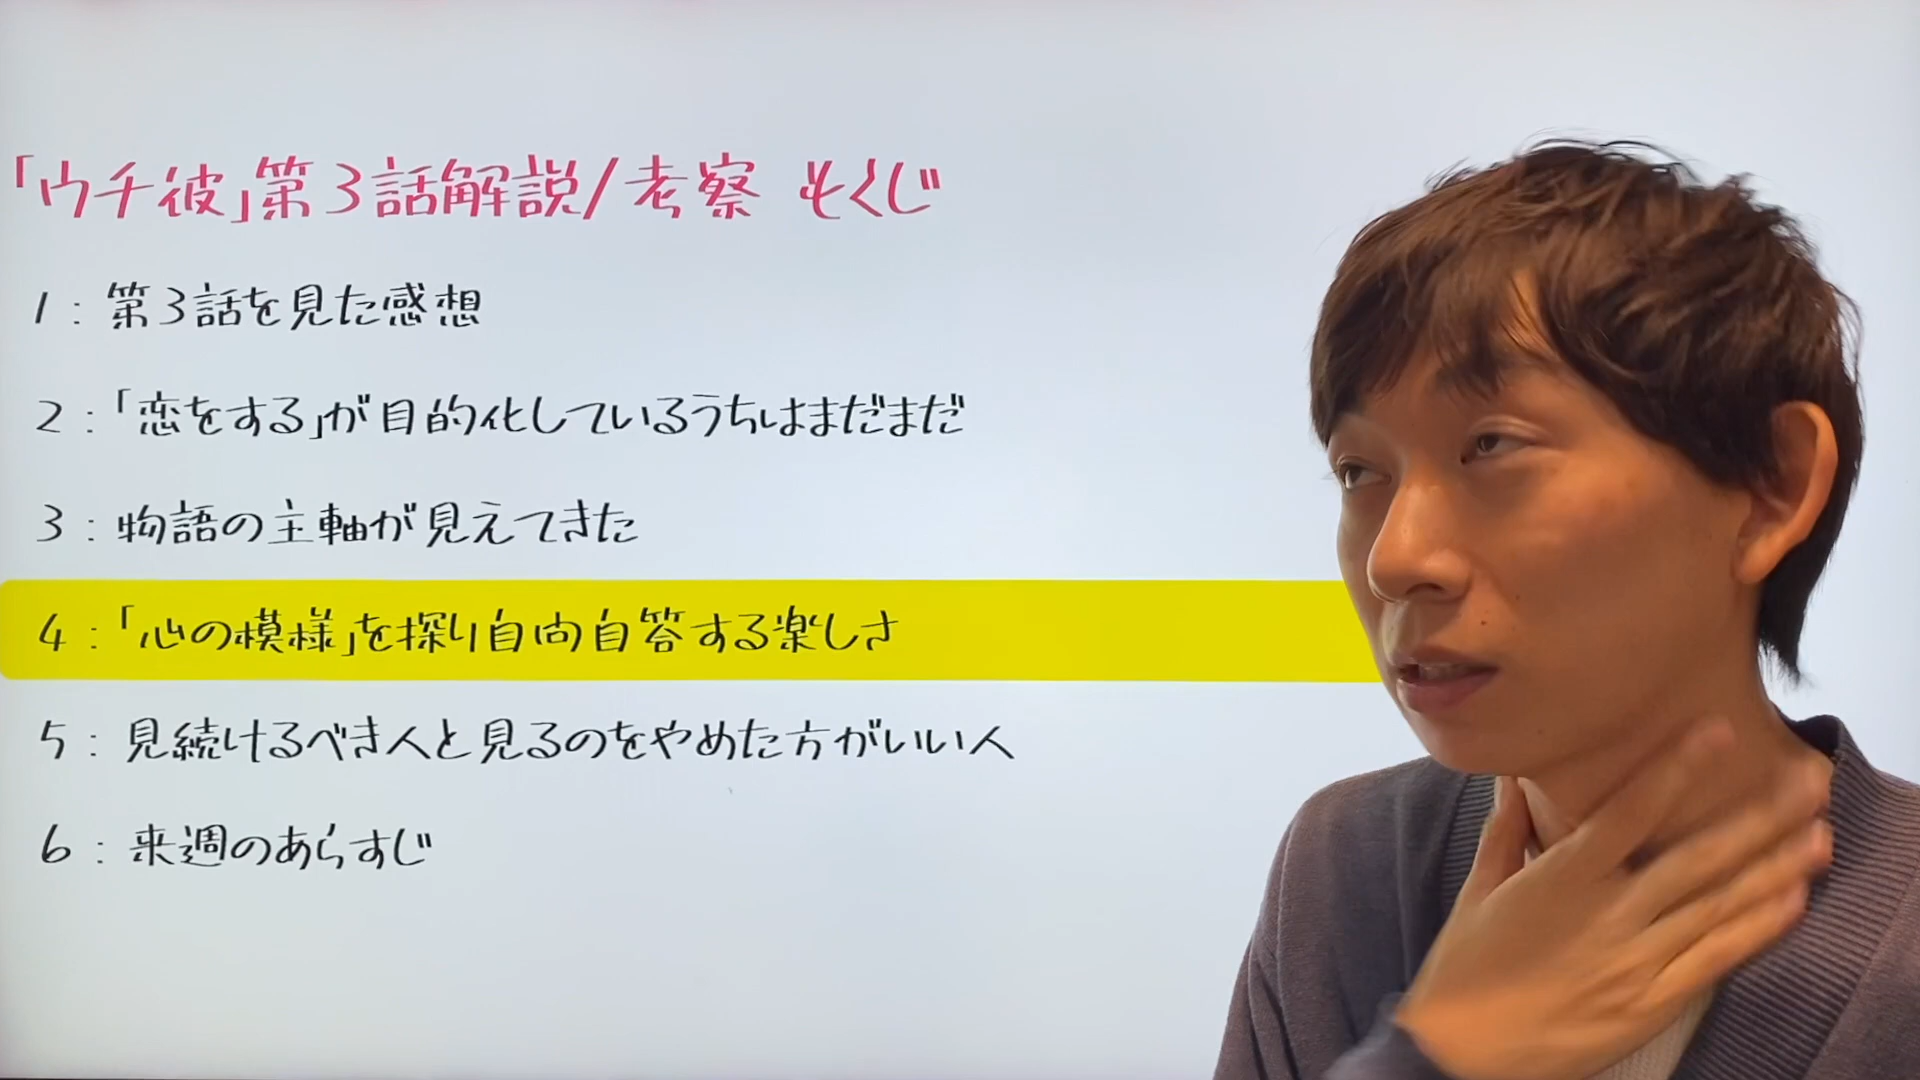 「ウチ彼」第3話解説/考察 もくじ
1:第3話を見た感想
2:「恋をする」が目的化しているうちはまだまだ
3:物語の主軸が見えてきた
4:「心の模様」を探り自問自答する楽しさ
5:見続けるべき人と見るのをやめた方がいい人
6:来週のあらすじ